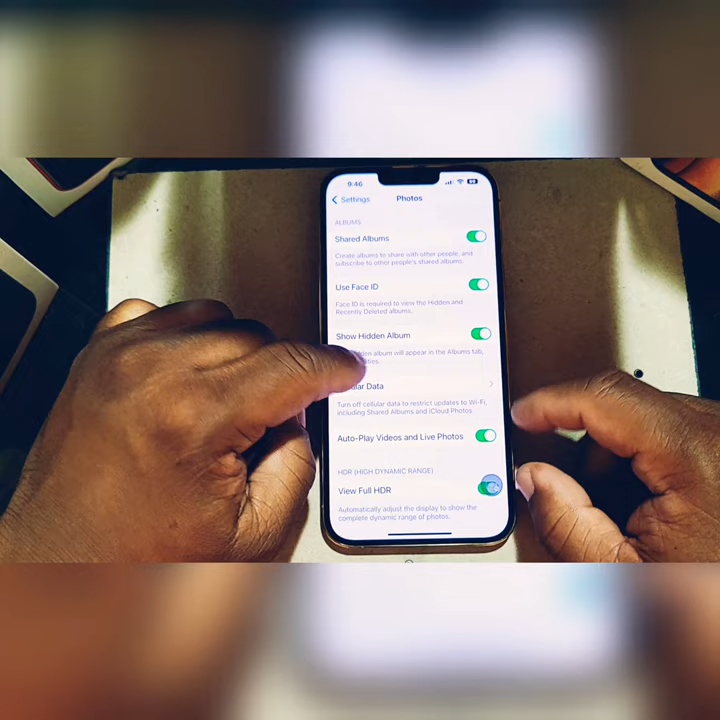 9:46
Settings
Photos
ALBUMS
Shared Albums
Create albums to share with other people, and
subscribe to other people's shared albums.
Use Face ID
Face ID is required to view the Hidden and
Recently Deleted albums.
Show Hidden Album
album will appear in the Albums tab,
Data
Turn off cellular data to restrict updates to Wi-Fi,
including Shared Albums and iCloud Photos.
Auto-Play Videos and Live Photos
HDR (HIGH DYNAMIC RANGE)
View Full HDR
Automatically adjust the display to show the
complete dynamic range of photos.